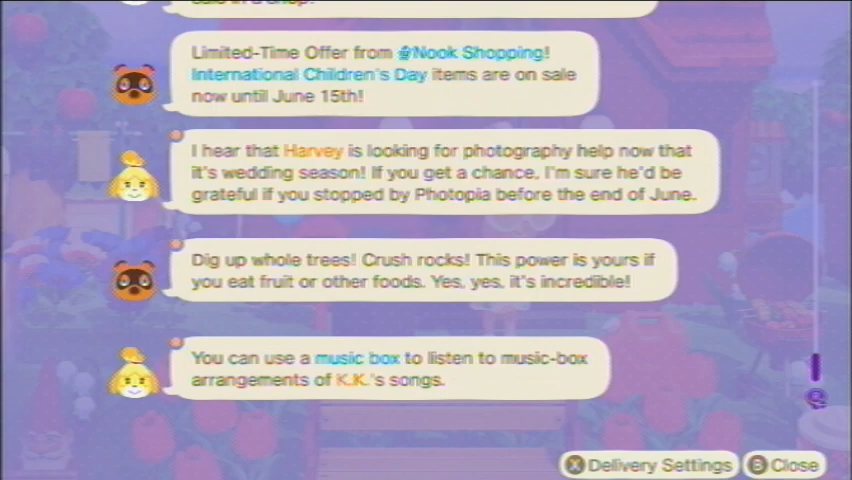 sale in a shop!
Limited-Time Offer from Nook Shopping!
International Children's Day items are on sale
now until June 15th!
I hear that Harvey is looking for photography help now that
it's wedding season! If you get a chance, I'm sure he'd be
grateful if you stopped by Photopia before the end of June.
Dig up whole trees! Crush rocks! This power is yours if
you eat fruit or other foods. Yes, yes, it's incredible!
You can use a music box to listen to music-box
arrangements of K.K.'s songs.
X Delivery Settings B Close